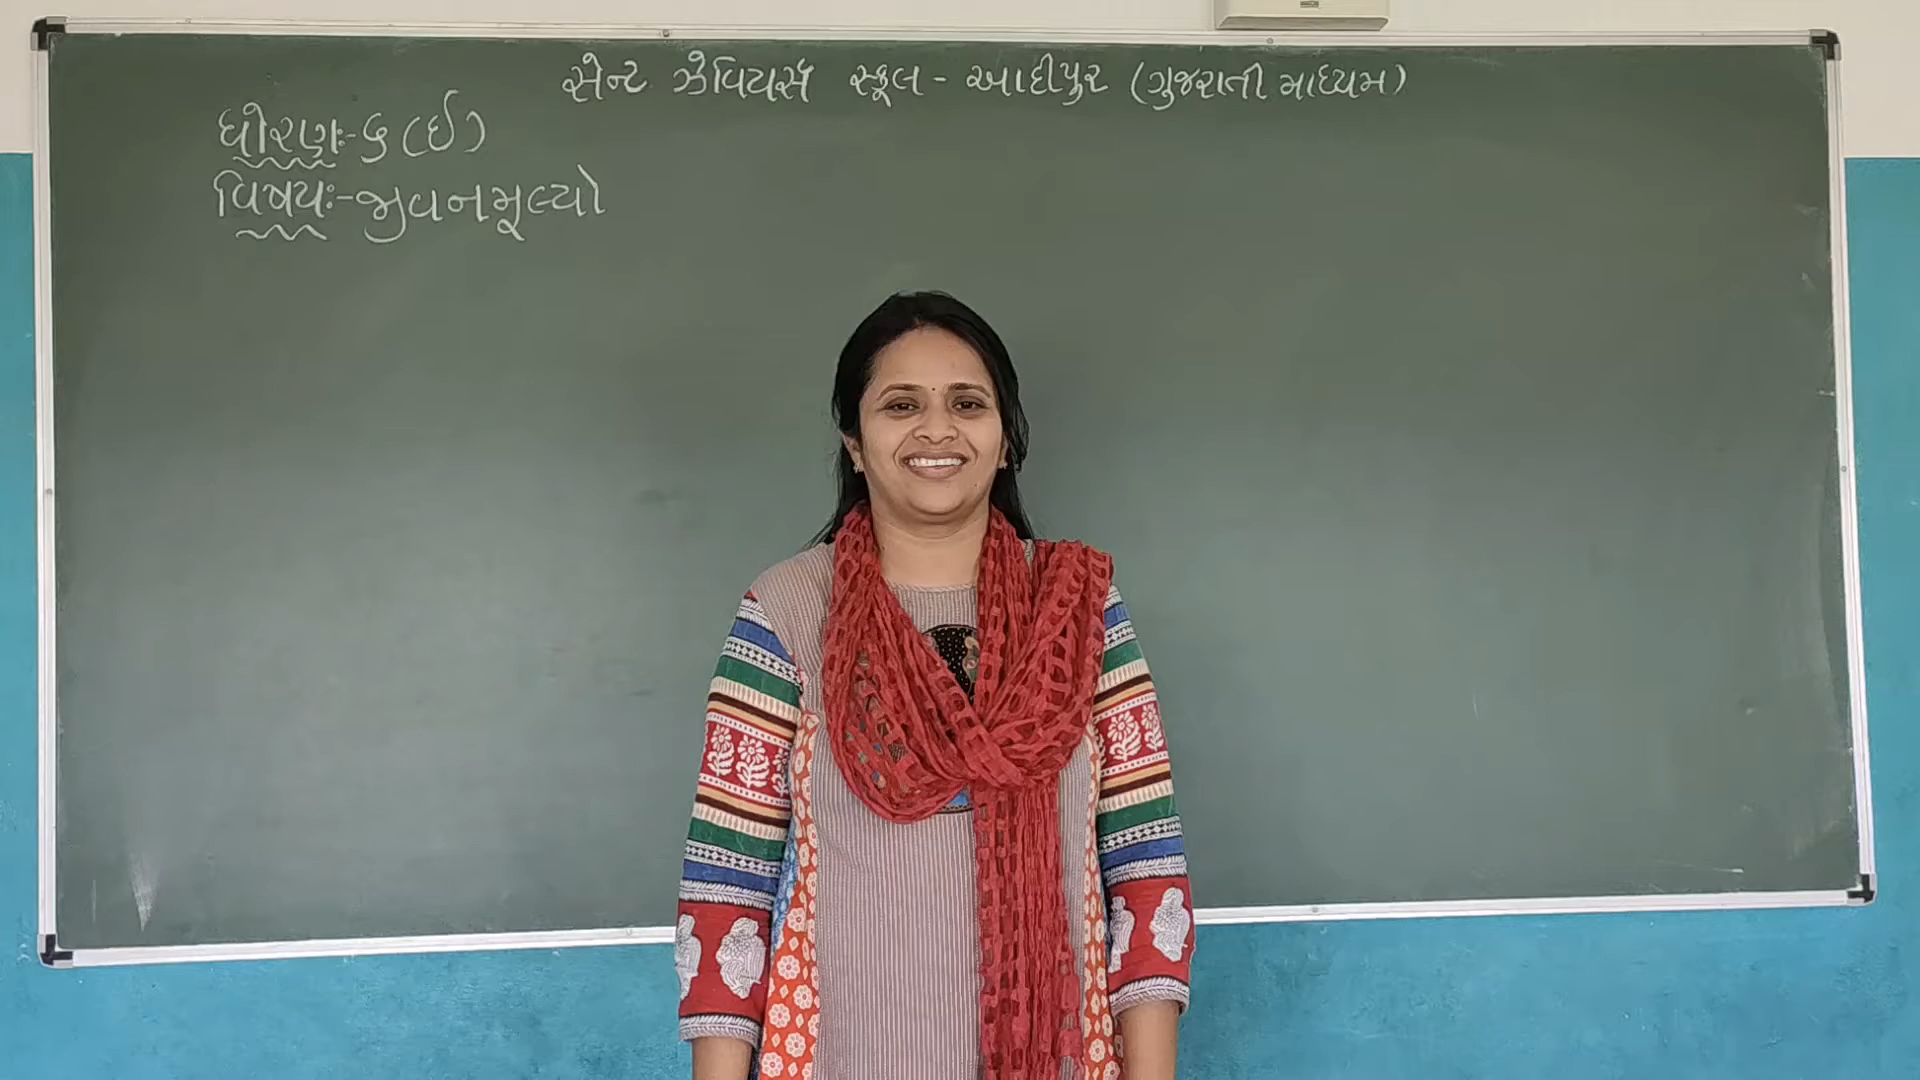 સેન્ટ ઝેવિયર્સ સ્કૂલ - આદીપુર (ગુજરાતી માધ્યમ)
ધોરણઃ- ૬ (ઈ)
વિષયઃ- જીવનમૂલ્યો